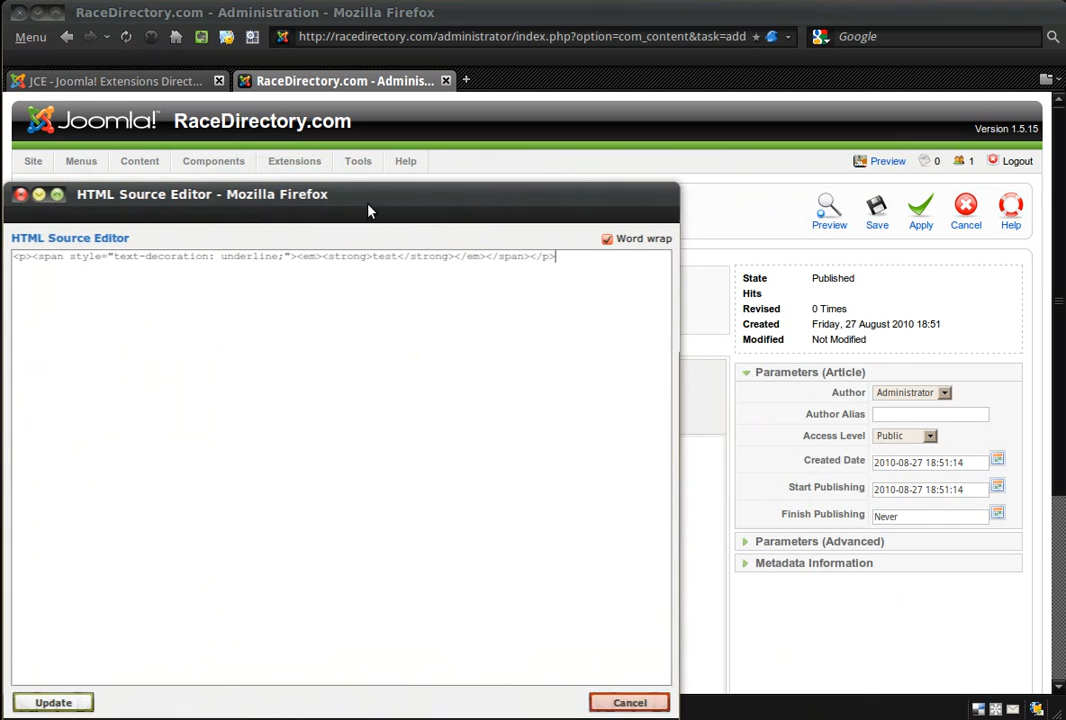 RaceDirectory.com - Administration - Mozilla Firefox
Menu http://racedirectory.com/administrator/index.php?option=com_content&task=add Google
JCE - Joomla! Extensions Direct... RaceDirectory.com - Adminis...
Joomla! RaceDirectory.com
Version 1.5.15
Site Menus Content Components Extensions Tools Help Preview 0 1 Logout
HTML Source Editor - Mozilla Firefox
Preview Save Apply Cancel Help
HTML Source Editor Word wrap
<p><span style="text-decoration: underline;"><em><strong>test</strong></em></span></p>
State Published
Hits
Revised 0 Times
Created Friday, 27 August 2010 18:51
Modified Not Modified
Parameters (Article)
Author Administrator
Author Alias
Access Level Public
Created Date 2010-08-27 18:51:14
Start Publishing 2010-08-27 18:51:14
Finish Publishing Never
Parameters (Advanced)
Metadata Information
Update Cancel